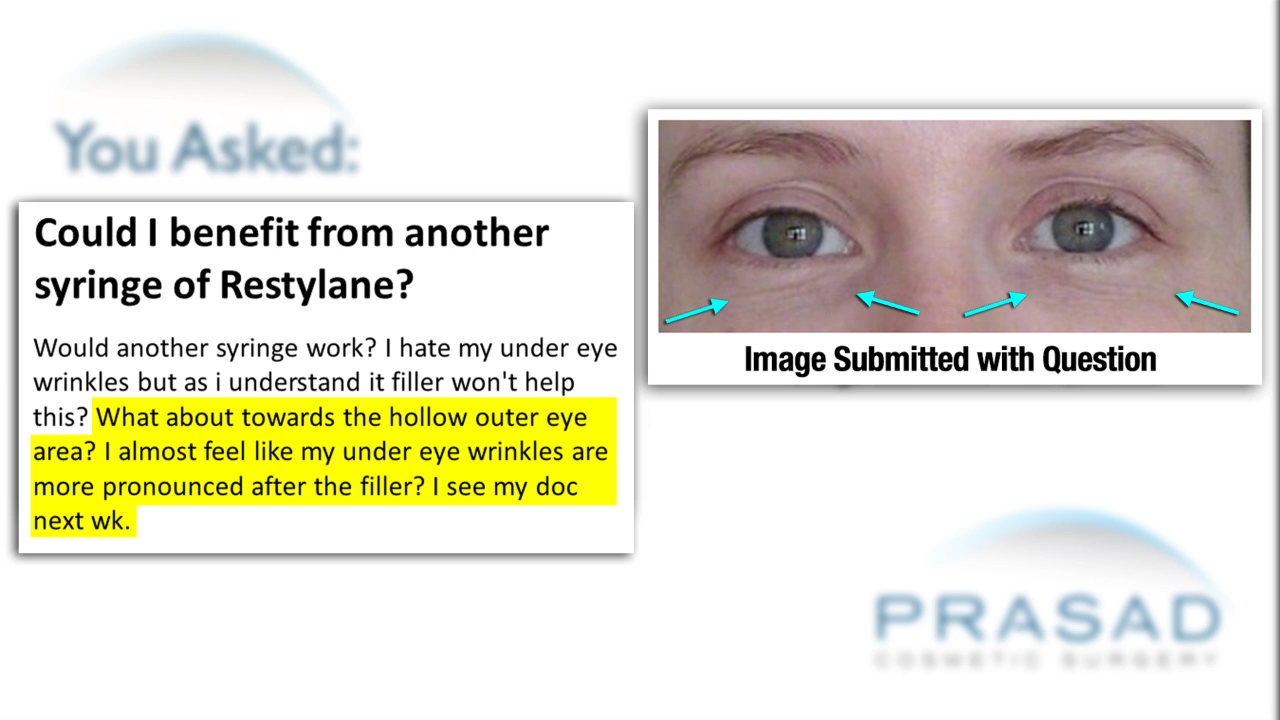 You Asked:
Could I benefit from another
syringe of Restylane?
Would another syringe work? I hate my under eye
wrinkles but as i understand it filler won't help
this? What about towards the hollow outer eye
area? I almost feel like my under eye wrinkles are
more pronounced after the filler? I see my doc
next wk.
Image Submitted with Question
PRASAD
COSMETIC SURGERY